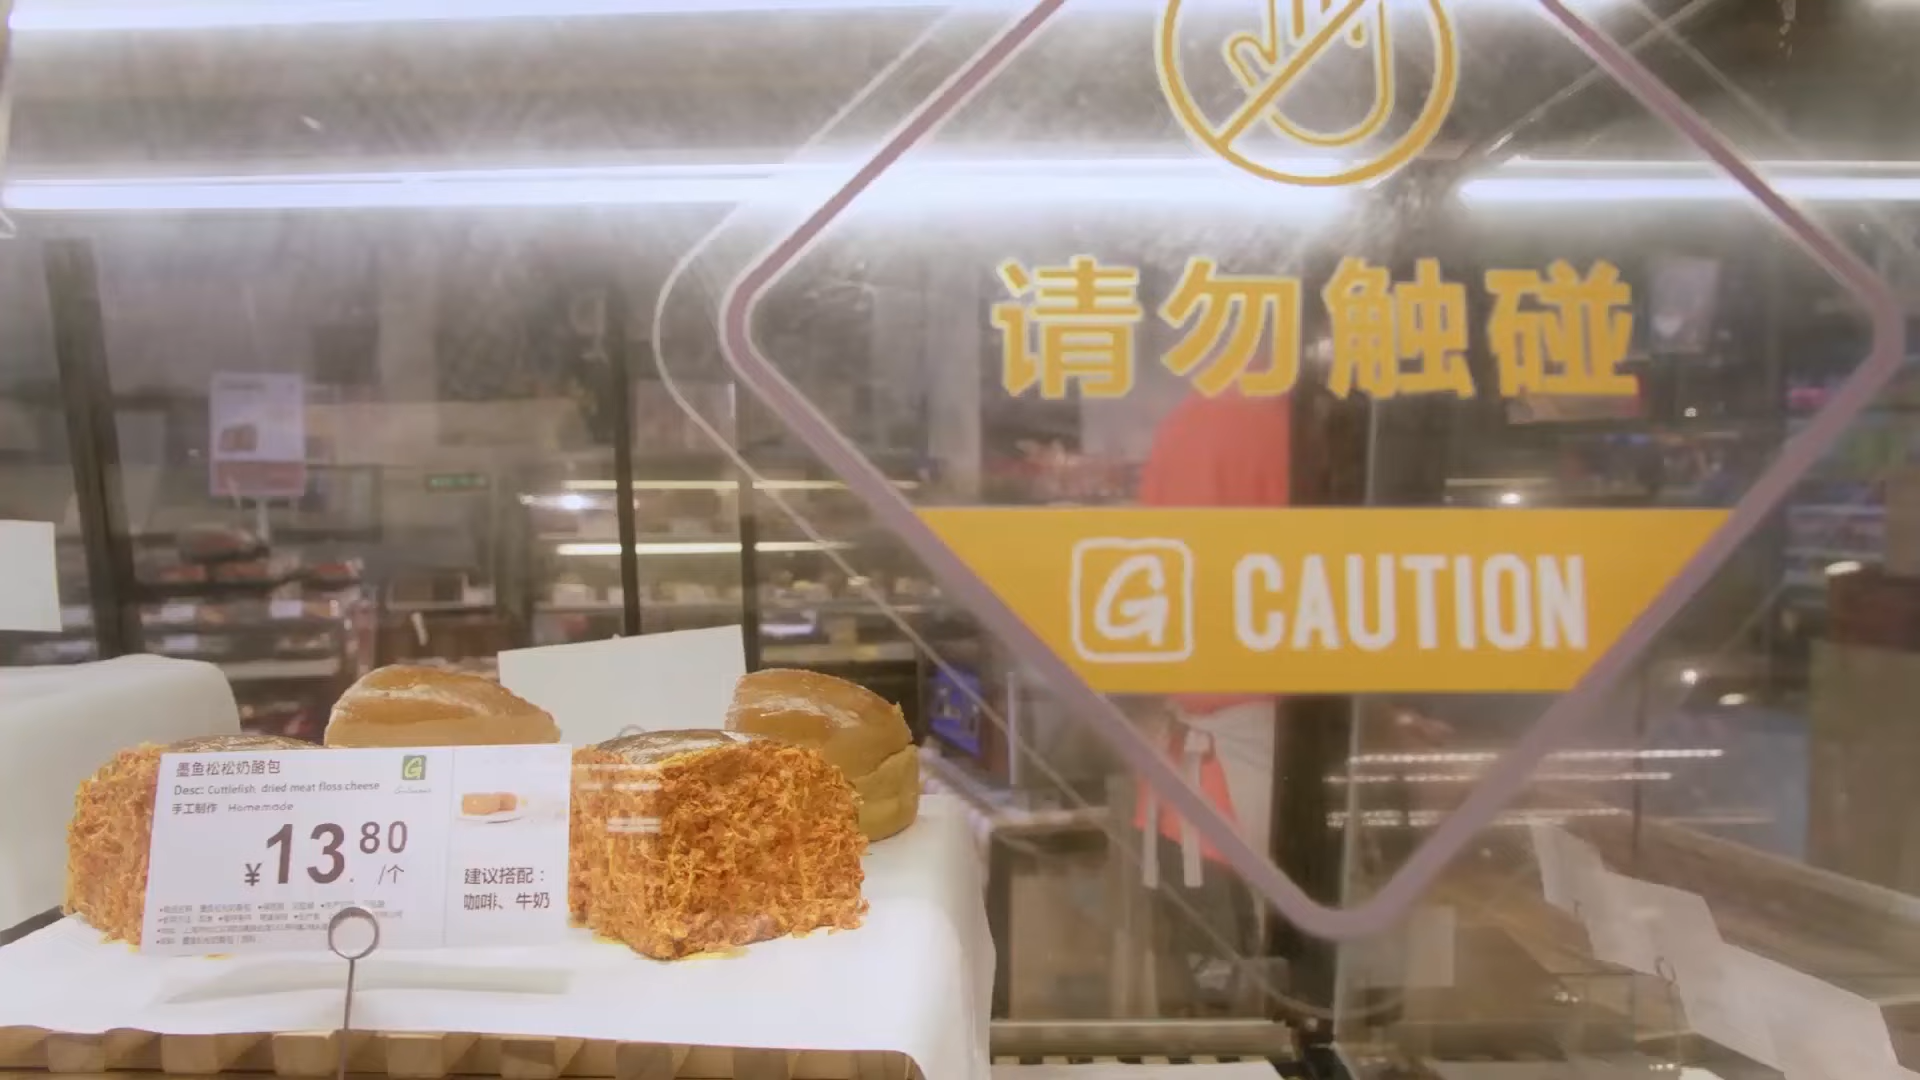 请勿触碰
G CAUTION
墨鱼松松奶酪包
G
Desc: Cuttlefish dried meat floss cheese
手工制作 Homemade
¥13.80/个
建议搭配：
咖啡、牛奶